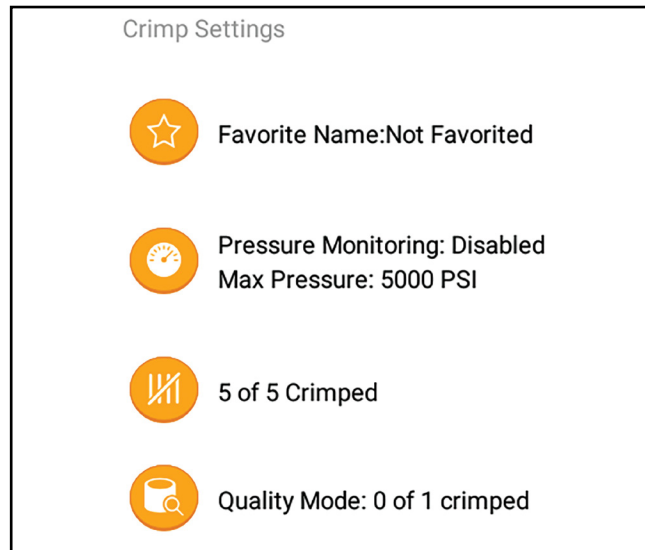 Crimp Settings
Favorite Name:Not Favorited
Pressure Monitoring: Disabled
Max Pressure: 5000 PSI
5 of 5 Crimped
Quality Mode: 0 of 1 crimped